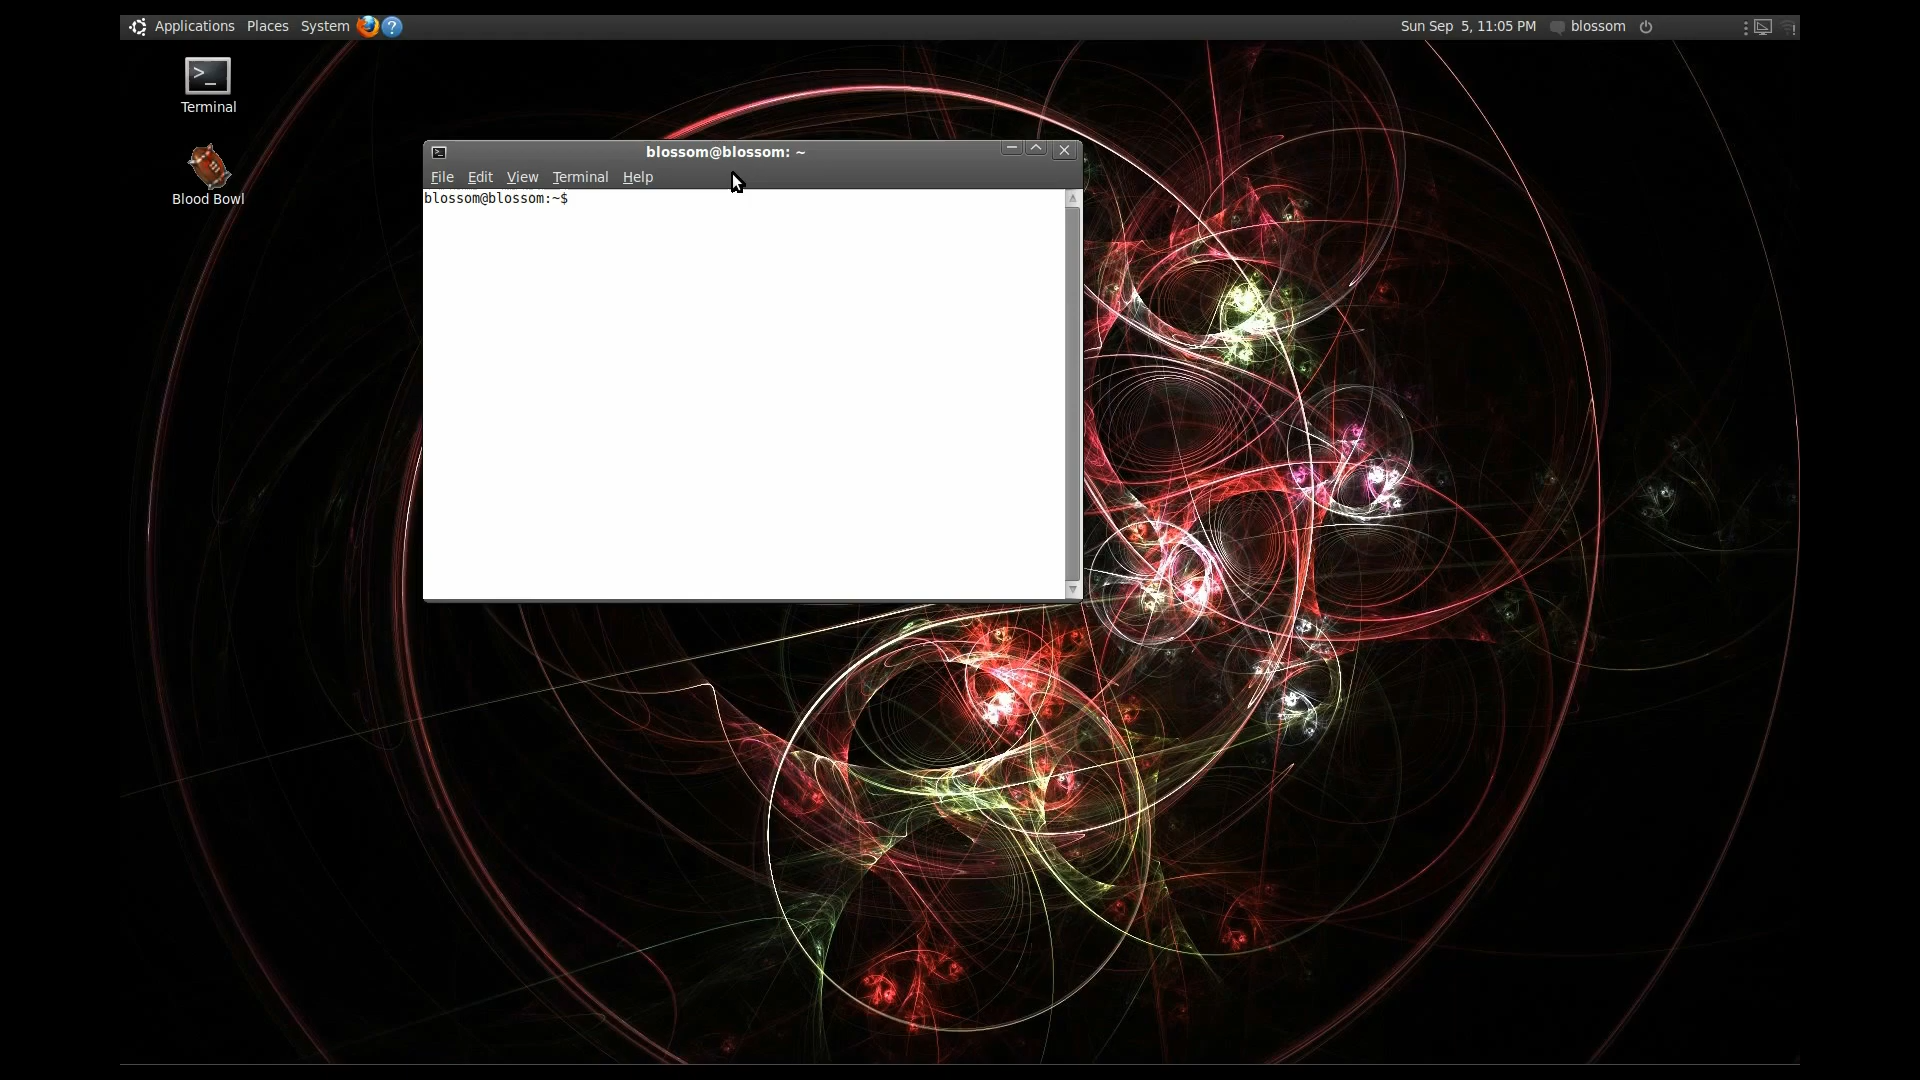 Applications Places System
Sun Sep 5, 11:05 PM blossom
Terminal
Blood Bowl
blossom@blossom: ~
File Edit View Terminal Help
blossom@blossom:~$